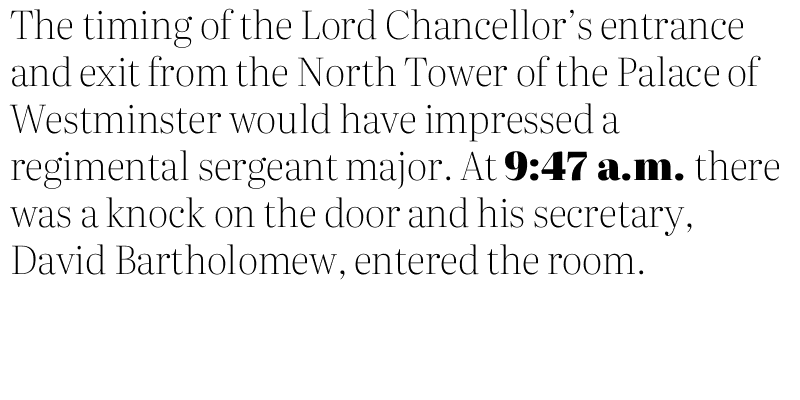 The timing of the Lord Chancellor’s entrance
and exit from the North Tower of the Palace of
Westminster would have impressed a
regimental sergeant major. At 9:47 a.m. there
was a knock on the door and his secretary,
David Bartholomew, entered the room.